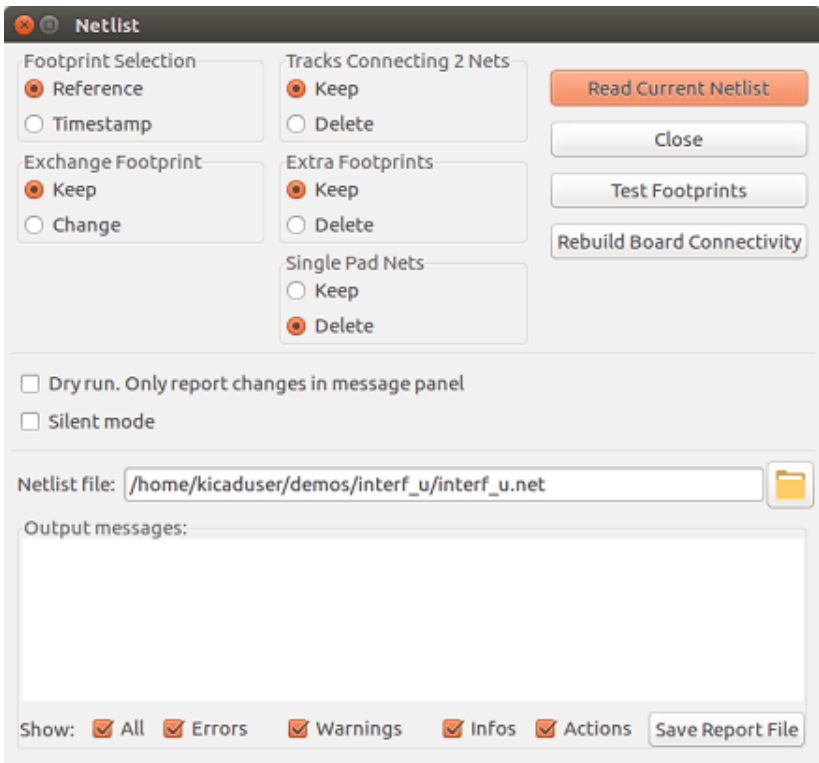 Netlist
Footprint Selection
Reference
Timestamp
Exchange Footprint
Keep
Change
Tracks Connecting 2 Nets
Keep
Delete
Extra Footprints
Keep
Delete
Single Pad Nets
Keep
Delete
Read Current Netlist
Close
Test Footprints
Rebuild Board Connectivity
Dry run. Only report changes in message panel
Silent mode
Netlist file: /home/kicaduser/demos/interf_u/interf_u.net
Output messages:
Show: All Errors Warnings Infos Actions Save Report File